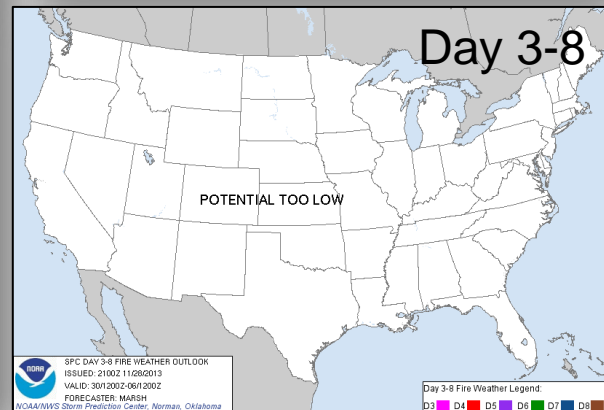 Day 3-8
POTENTIAL TOO LOW
NOAA
SPC DAY 3-8 FIRE WEATHER OUTLOOK
ISSUED: 2100Z 11/28/2013
VALID: 30/1200Z-06/1200Z
FORECASTER: MARSH
NOAA/NWS Storm Prediction Center, Norman, Oklahoma
Day 3-8 Fire Weather Legend:
D3 D4 D5 D6 D7 D8